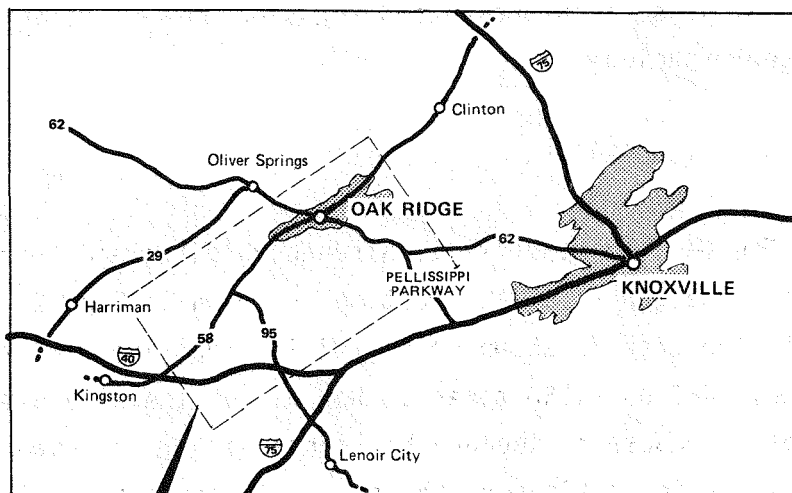 75
Clinton
62
Oliver Springs
OAK RIDGE
62
29
PELLISSIPPI
PARKWAY
KNOXVILLE
Harriman
58
95
40
Kingston
75
Lenoir City